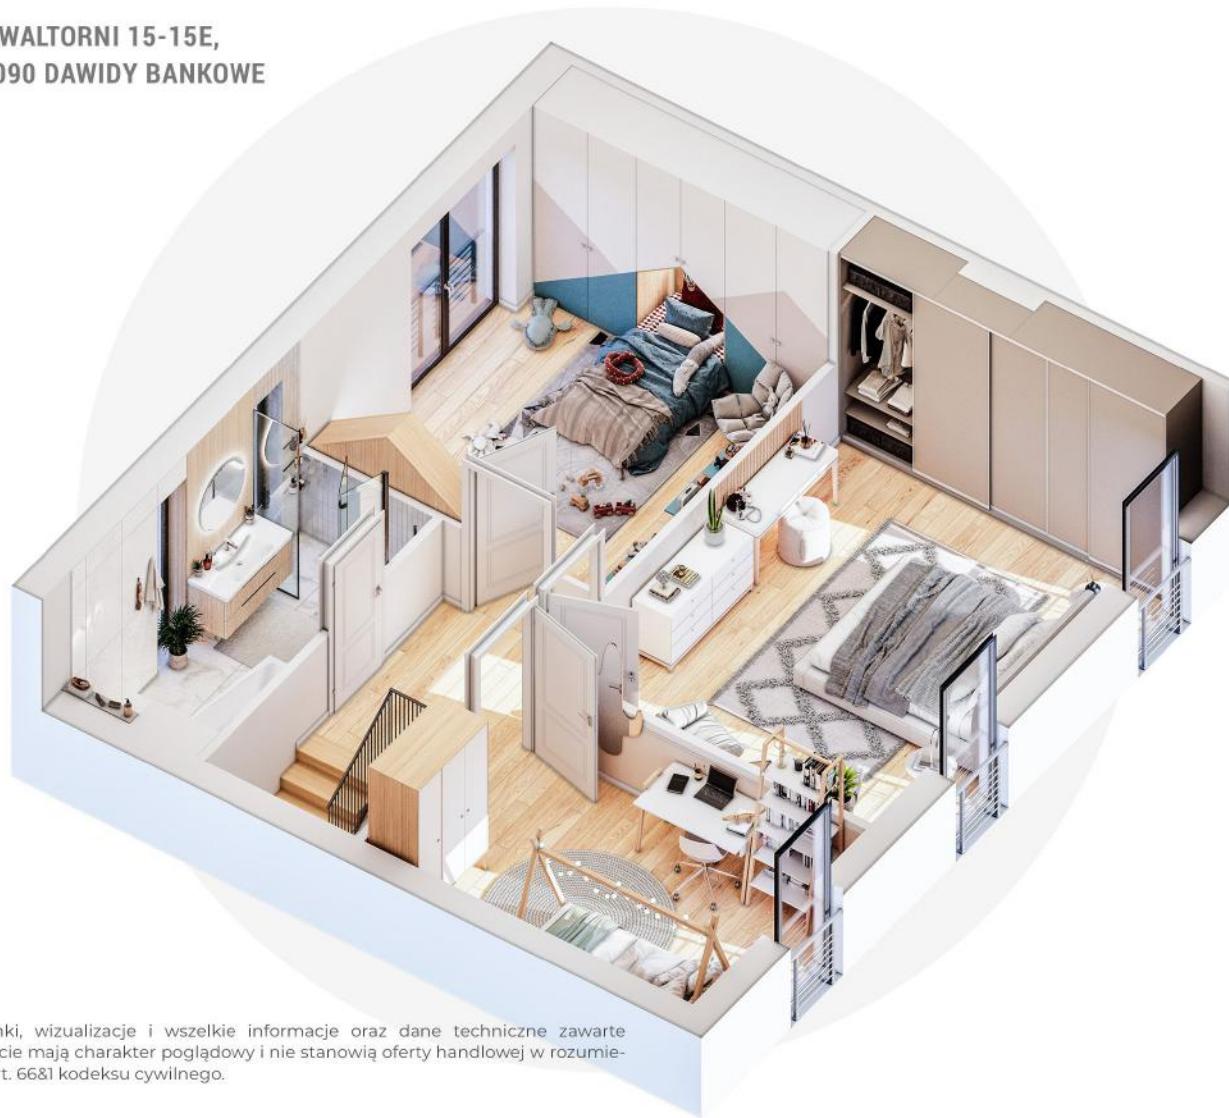 WALTORNI 15-15E,
090 DAWIDY BANKOWE
nki, wizualizacje i wszelkie informacje oraz dane techniczne zawarte
cie mają charakter poglądowy i nie stanowią oferty handlowej w rozumie-
t. 66&1 kodeksu cywilnego.